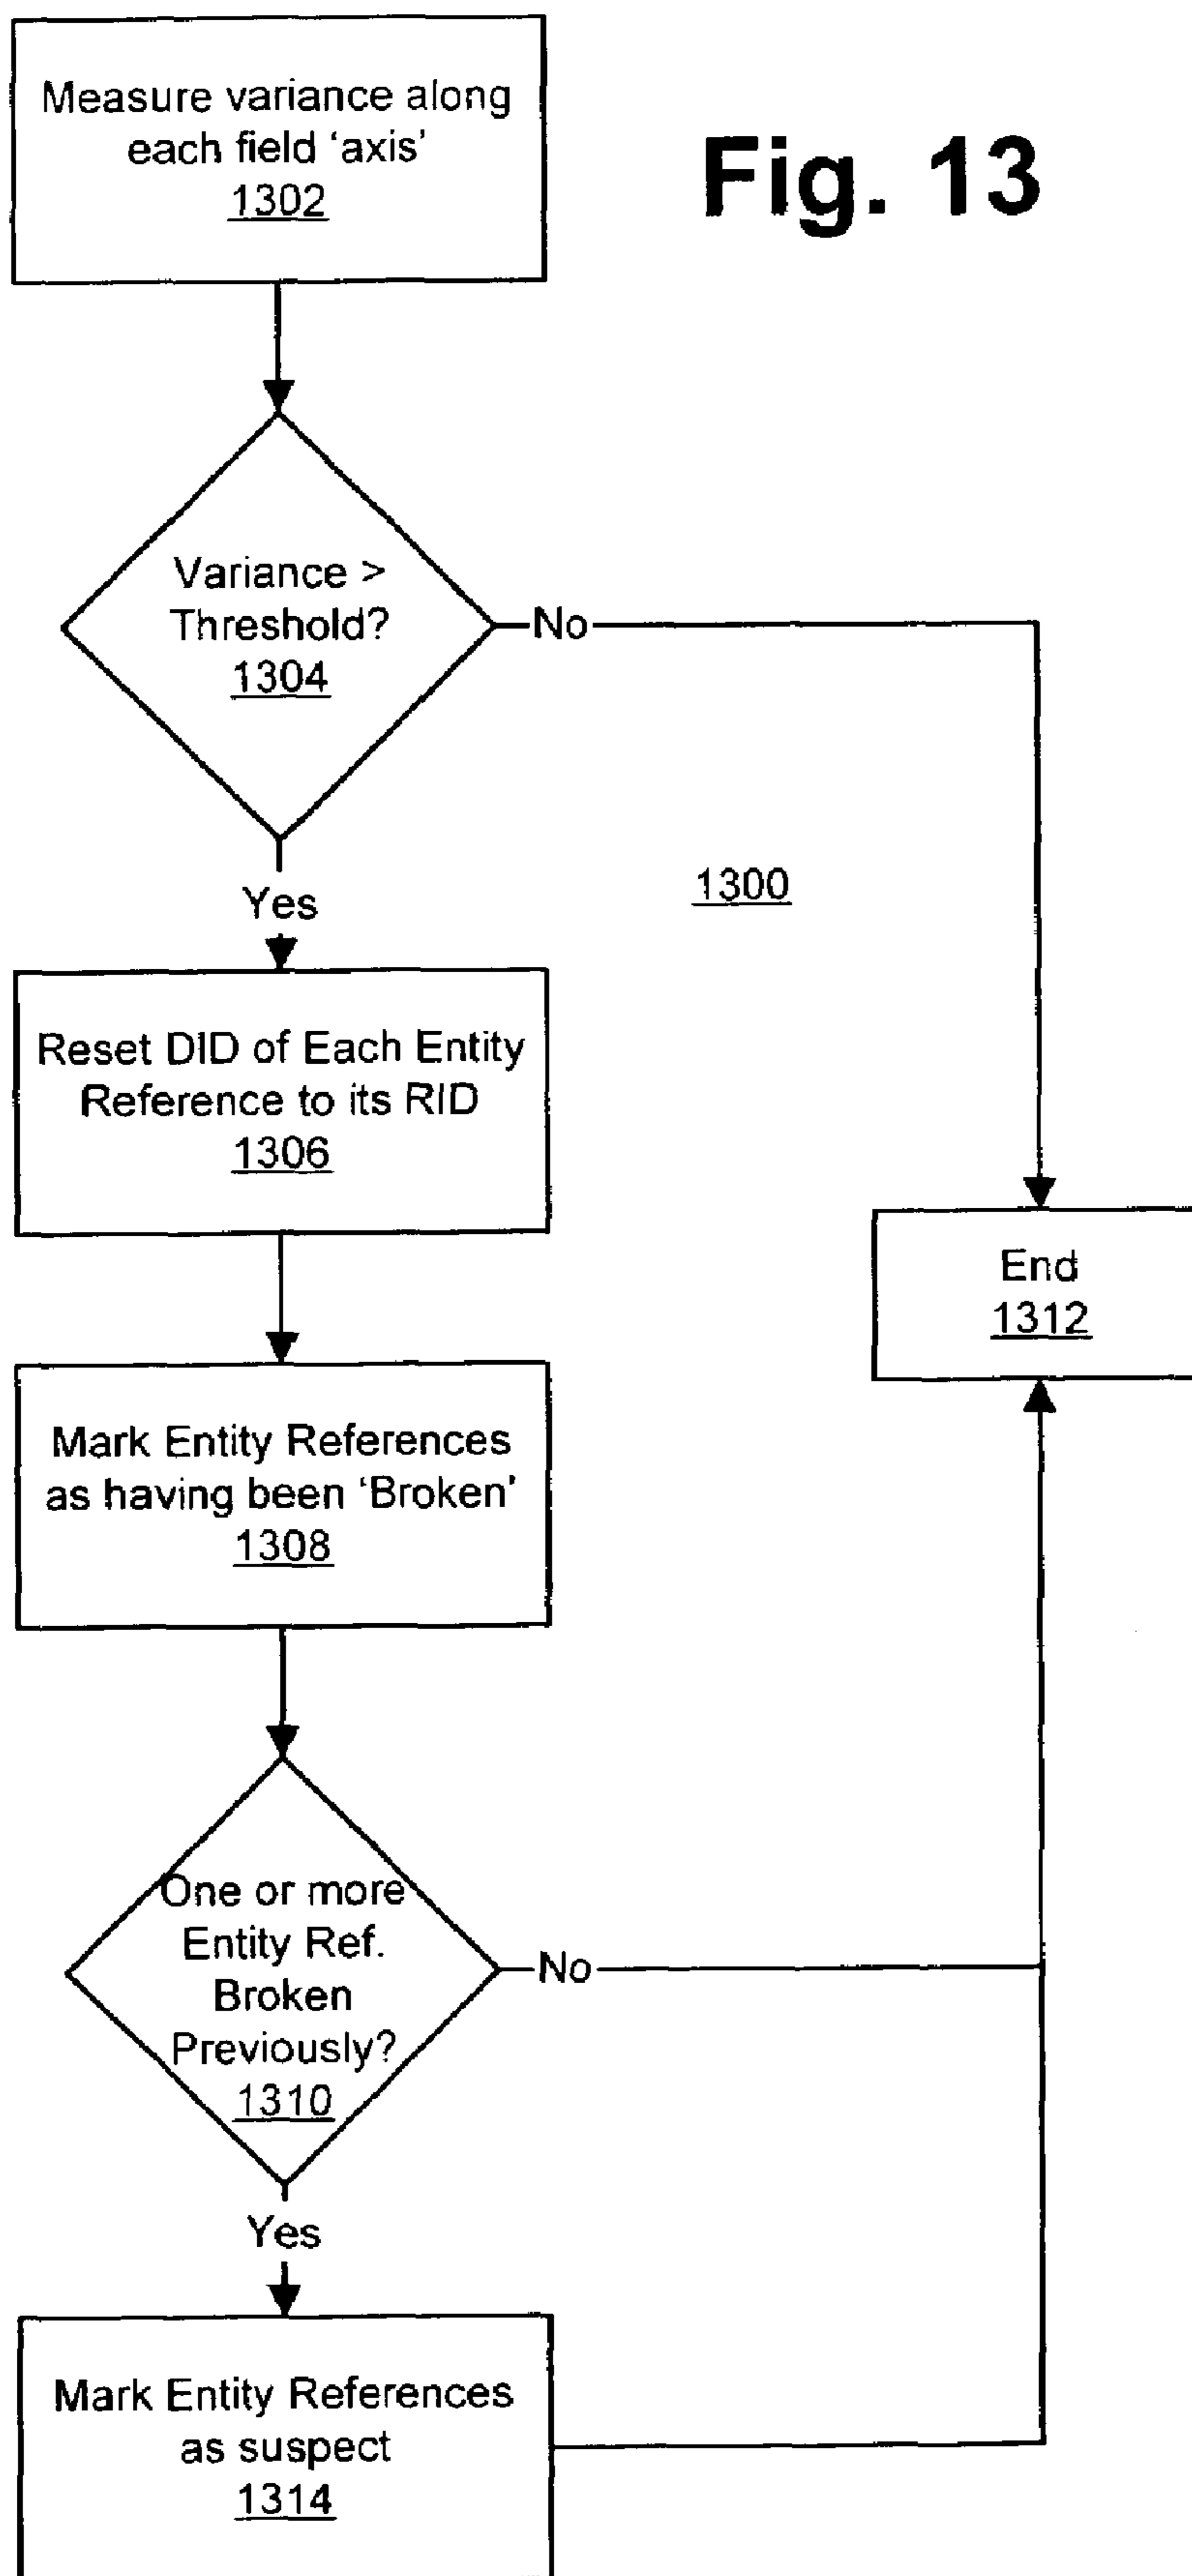 Measure variance along
each field ‘axis’
1302
Fig. 13
Variance >
Threshold?
1304
No
Yes
1300
Reset DID of Each Entity
Reference to its RID
1306
End
1312
Mark Entity References
as having been ‘Broken’
1308
One or more
Entity Ref.
Broken
Previously?
1310
No
Yes
Mark Entity References
as suspect
1314